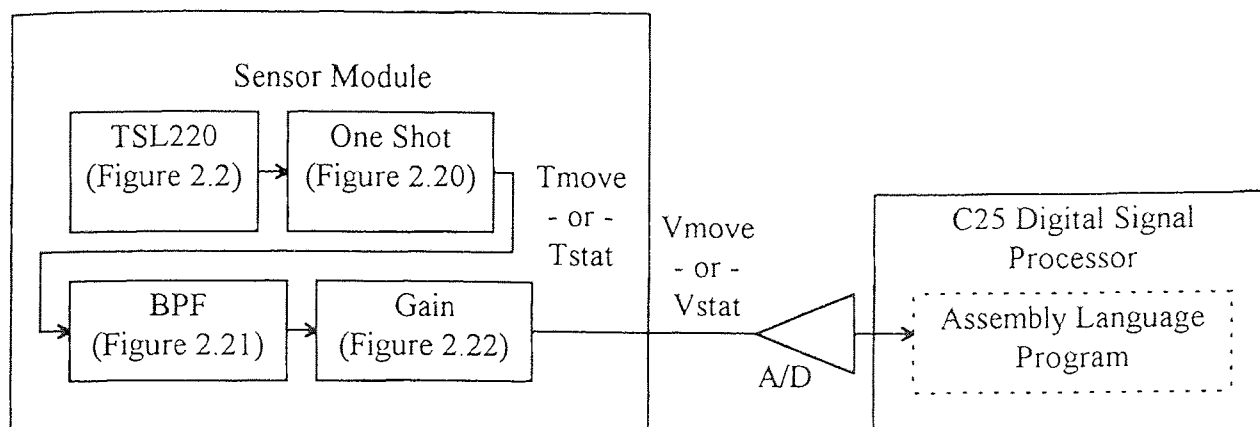 Sensor Module
TSL220
(Figure 2.2)
One Shot
(Figure 2.20)
Tmove
- or -
Tstat
BPF
(Figure 2.21)
Gain
(Figure 2.22)
Vmove
- or -
Vstat
A/D
C25 Digital Signal
Processor
Assembly Language
Program